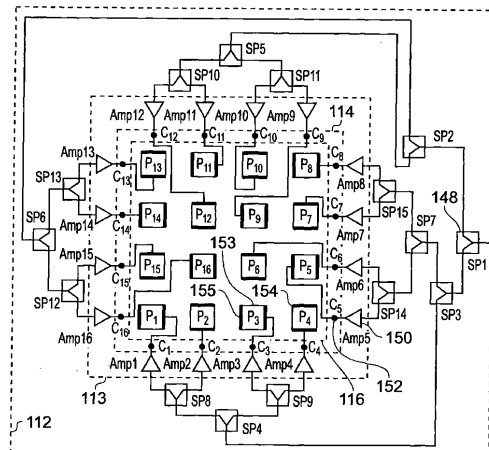 SP5
SP10 SP11
Amp12 Amp11 Amp10 Amp9
114
C12 C11 C10 C9
SP2
Amp13
C13 P13 P11 P10 P8 C8
Amp8
SP13
148
SP6 Amp14 C14 P14 P12 P9 P7 C7 Amp7 SP15 SP7 SP1
Amp15 153
C15 P15 P16 P6 P5 C6 Amp6
SP12 155 154 SP14 SP3
C16 P1 P2 P3 P4 C5
Amp16 Amp5 150
C1 C2 C3 C4
152
Amp1 Amp2 Amp3 Amp4
116
113 SP8 SP9
SP4
112